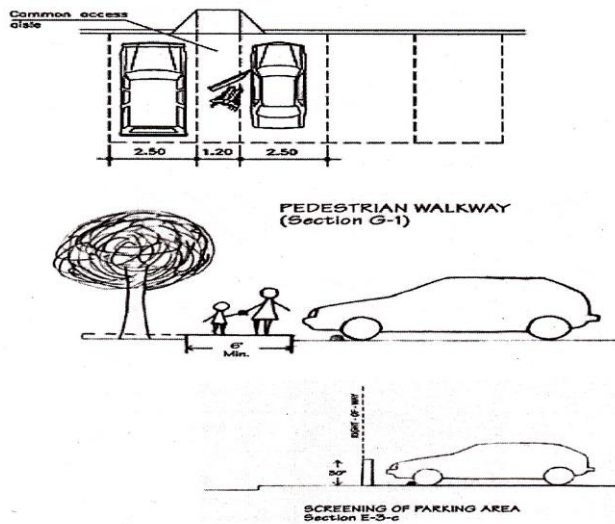 Common access
aisle
2.50
1.20
2.50
PEDESTRIAN WALKWAY
(Section G-1)
6'
Min.
RIGHT-OF-WAY
30"
SCREENING OF PARKING AREA
Section E-3-c